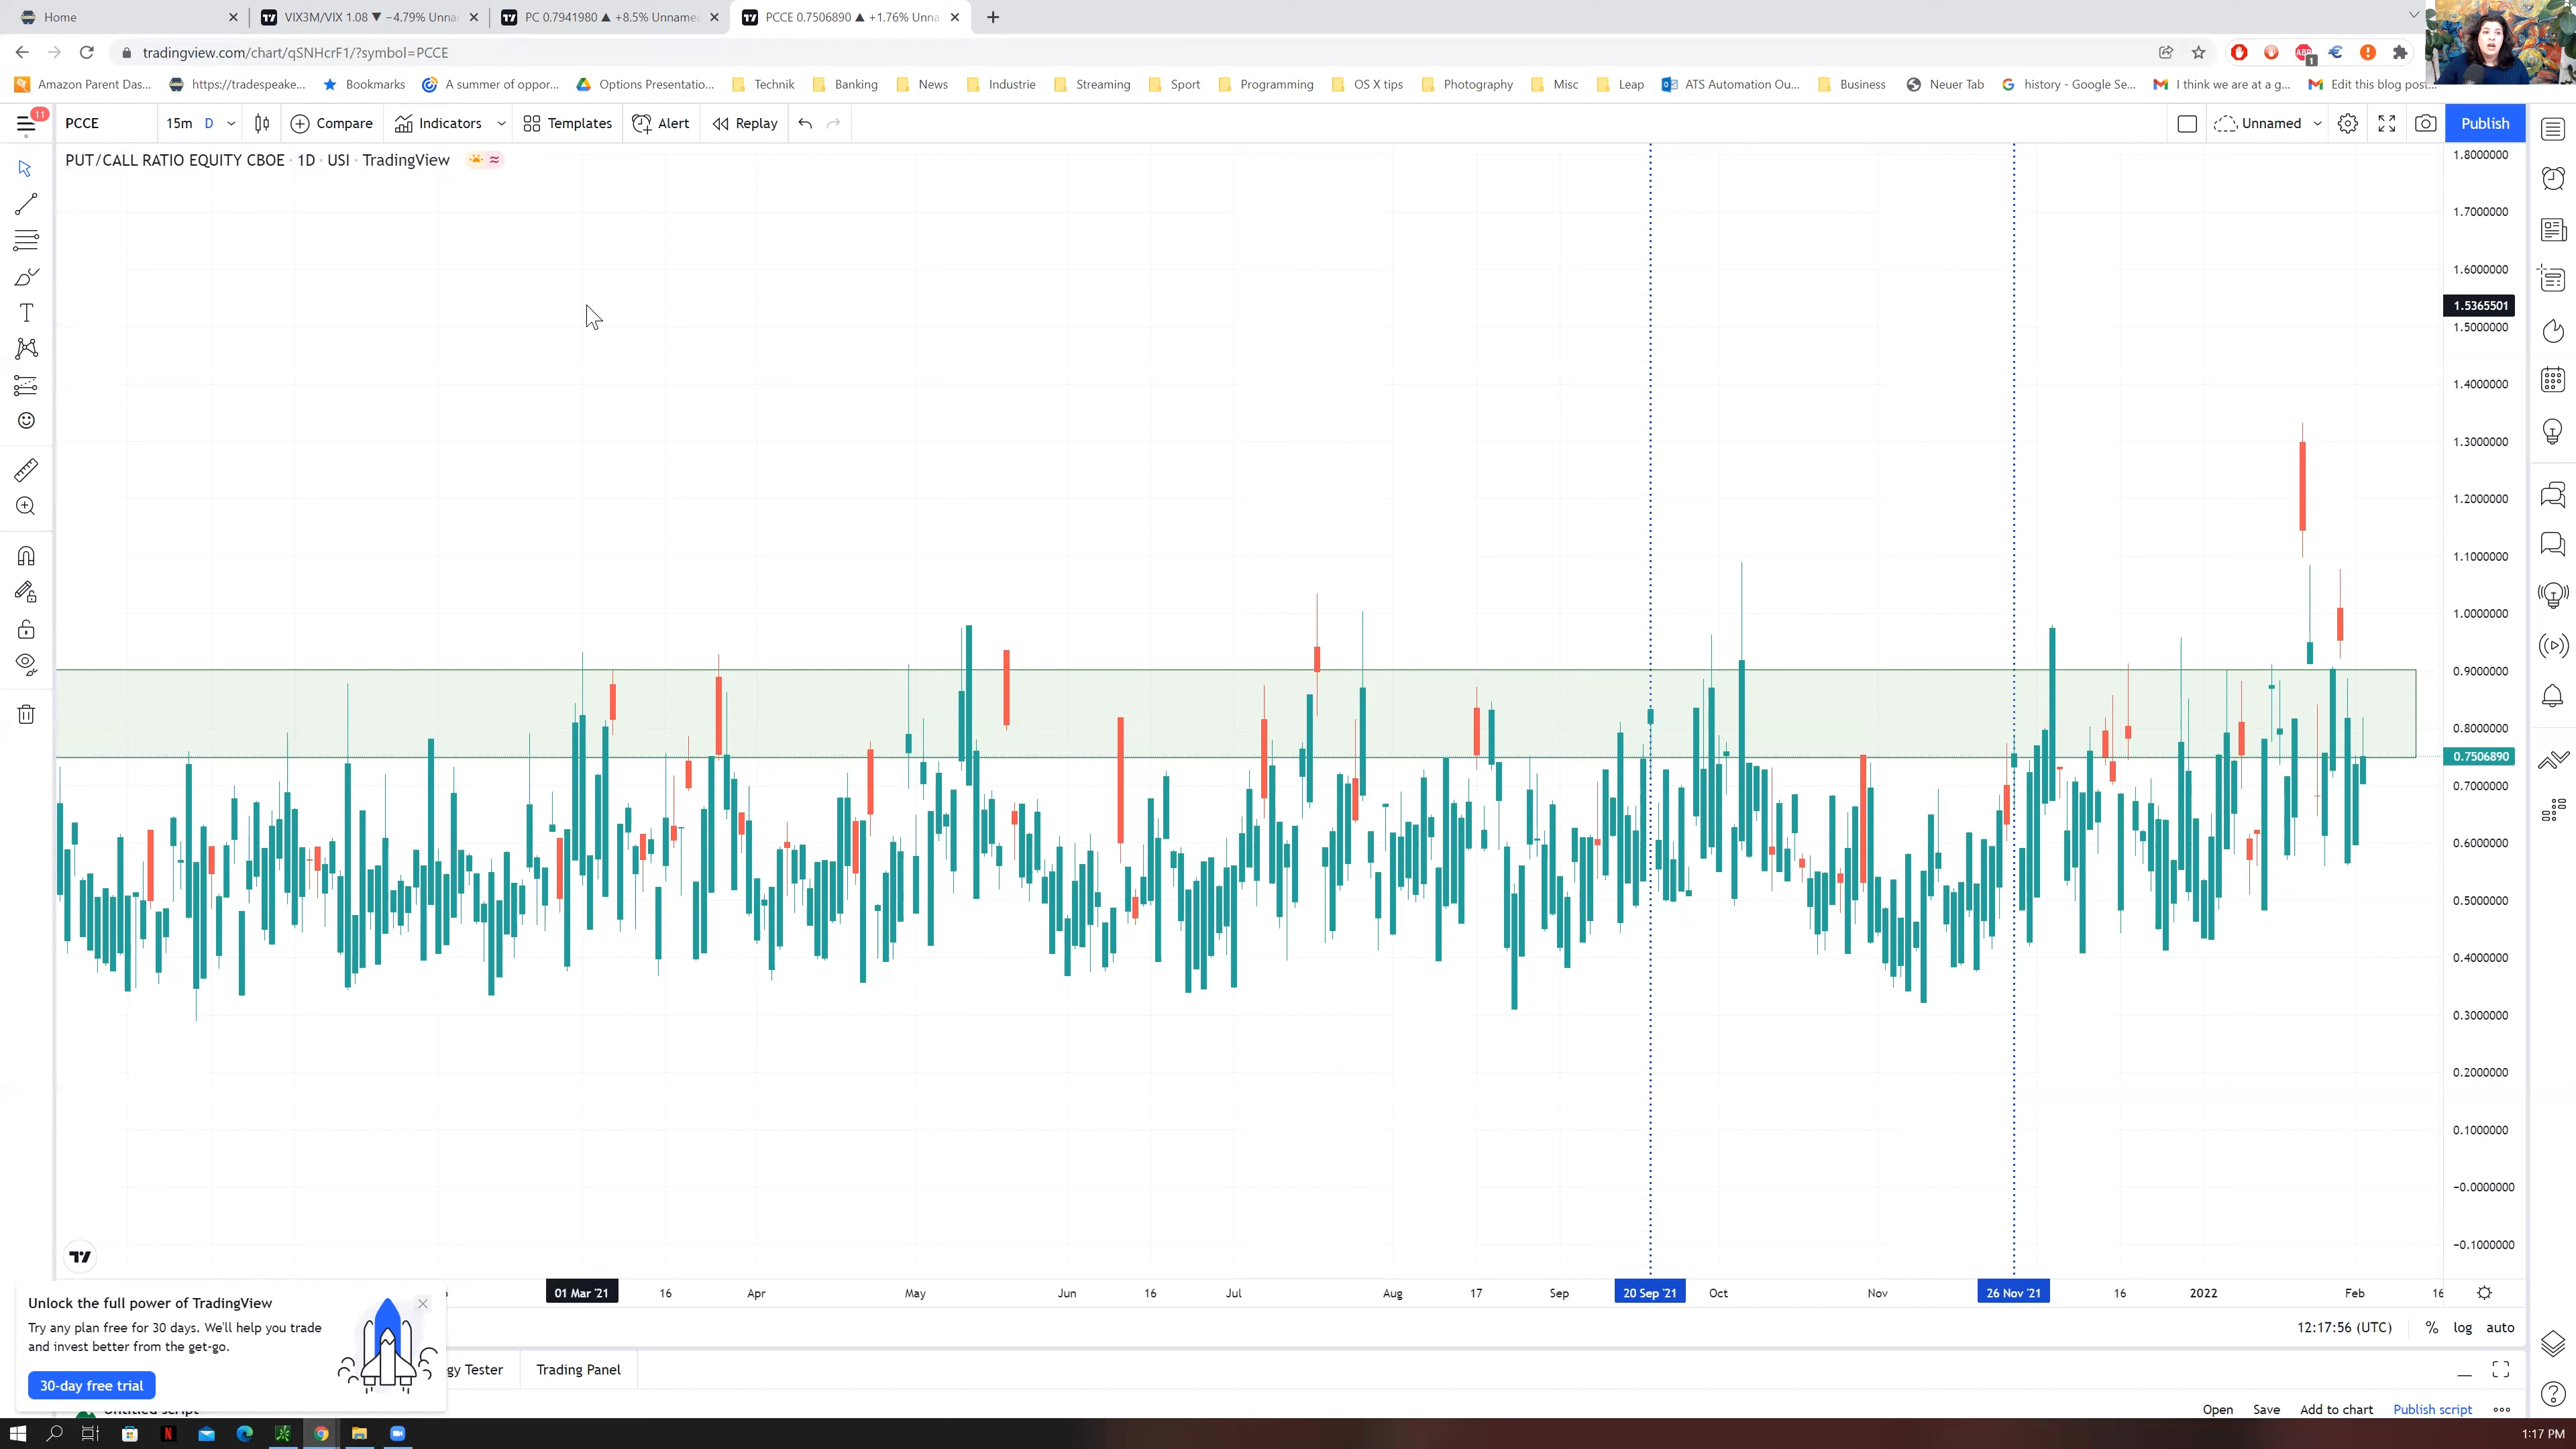 Home
VIX3M/VIX 1.08 ▼ −4.79% Unna
PC 0.7941980 ▲ +8.5% Unname
PCCE 0.7506890 ▲ +1.76% Unna
tradingview.com/chart/qSNHcrF1/?symbol=PCCE
Amazon Parent Das...
https://tradespeake...
Bookmarks
A summer of oppor...
Options Presentatio...
Technik
Banking
News
Industrie
Streaming
Sport
Programming
OS X tips
Photography
Misc
Leap
ATS Automation Ou...
Business
Neuer Tab
history - Google Se...
I think we are at a g...
Edit this blog post...
11
PCCE
15m
D
Compare
Indicators
Templates
Alert
Replay
Unnamed
Publish
PUT/CALL RATIO EQUITY CBOE · 1D · USI · TradingView
1.8000000
1.7000000
1.6000000
1.5365501
1.5000000
1.4000000
1.3000000
1.2000000
1.1000000
1.0000000
0.9000000
0.8000000
0.7506890
0.7000000
0.6000000
0.5000000
0.4000000
0.3000000
0.2000000
0.1000000
−0.0000000
−0.1000000
01 Mar '21
16
Apr
May
Jun
16
Jul
Aug
17
Sep
20 Sep '21
Oct
Nov
26 Nov '21
16
2022
Feb
16
Unlock the full power of TradingView
Try any plan free for 30 days. We'll help you trade
and invest better from the get-go.
30-day free trial
12:17:56 (UTC)
%
log
auto
gy Tester
Trading Panel
Untitled script
Open
Save
Add to chart
Publish script
1:17 PM